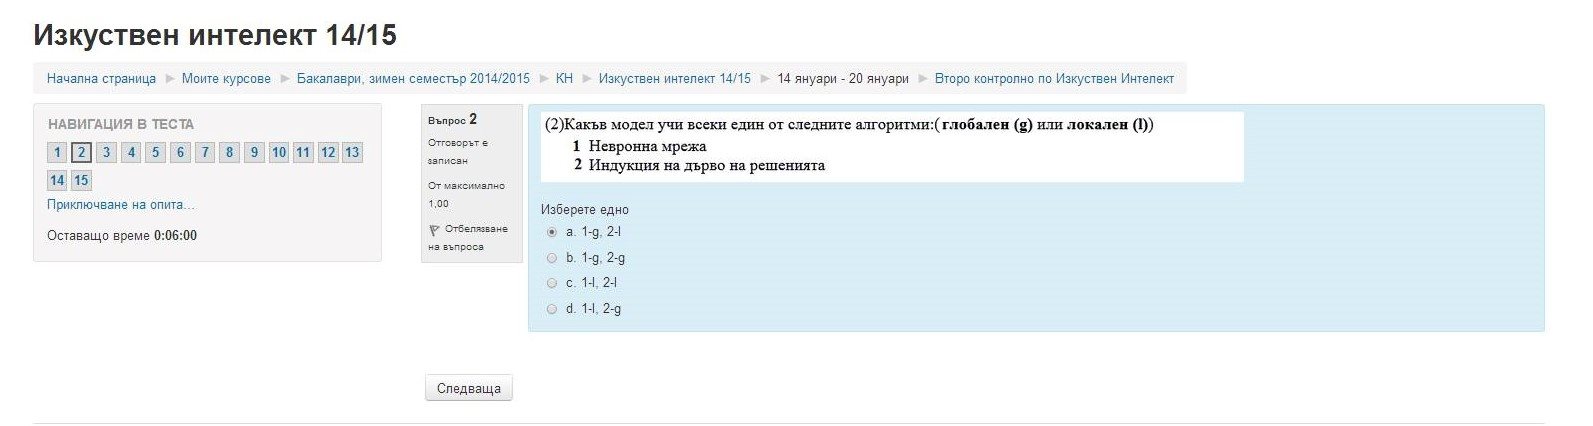 Изкуствен интелект 14/15
Начална страница ► Моите курсове ► Бакалаври, зимен семестър 2014/2015 ► КН ► Изкуствен интелект 14/15 ► 14 януари - 20 януари ► Второ контролно по Изкуствен Интелект
НАВИГАЦИЯ В ТЕСТА
1 2 3 4 5 6 7 8 9 10 11 12 13
14 15
Приключване на опита...
Оставащо време 0:06:00
Въпрос 2
Отговорът е
записан
От максимално
1,00
Отбелязване
на въпроса
(2)Какъв модел учи всеки един от следните алгоритми:( глобален (g) или локален (l))
1 Невронна мрежа
2 Индукция на дърво на решенията
Изберете едно
a. 1-g, 2-l
b. 1-g, 2-g
c. 1-l, 2-l
d. 1-l, 2-g
Следваща